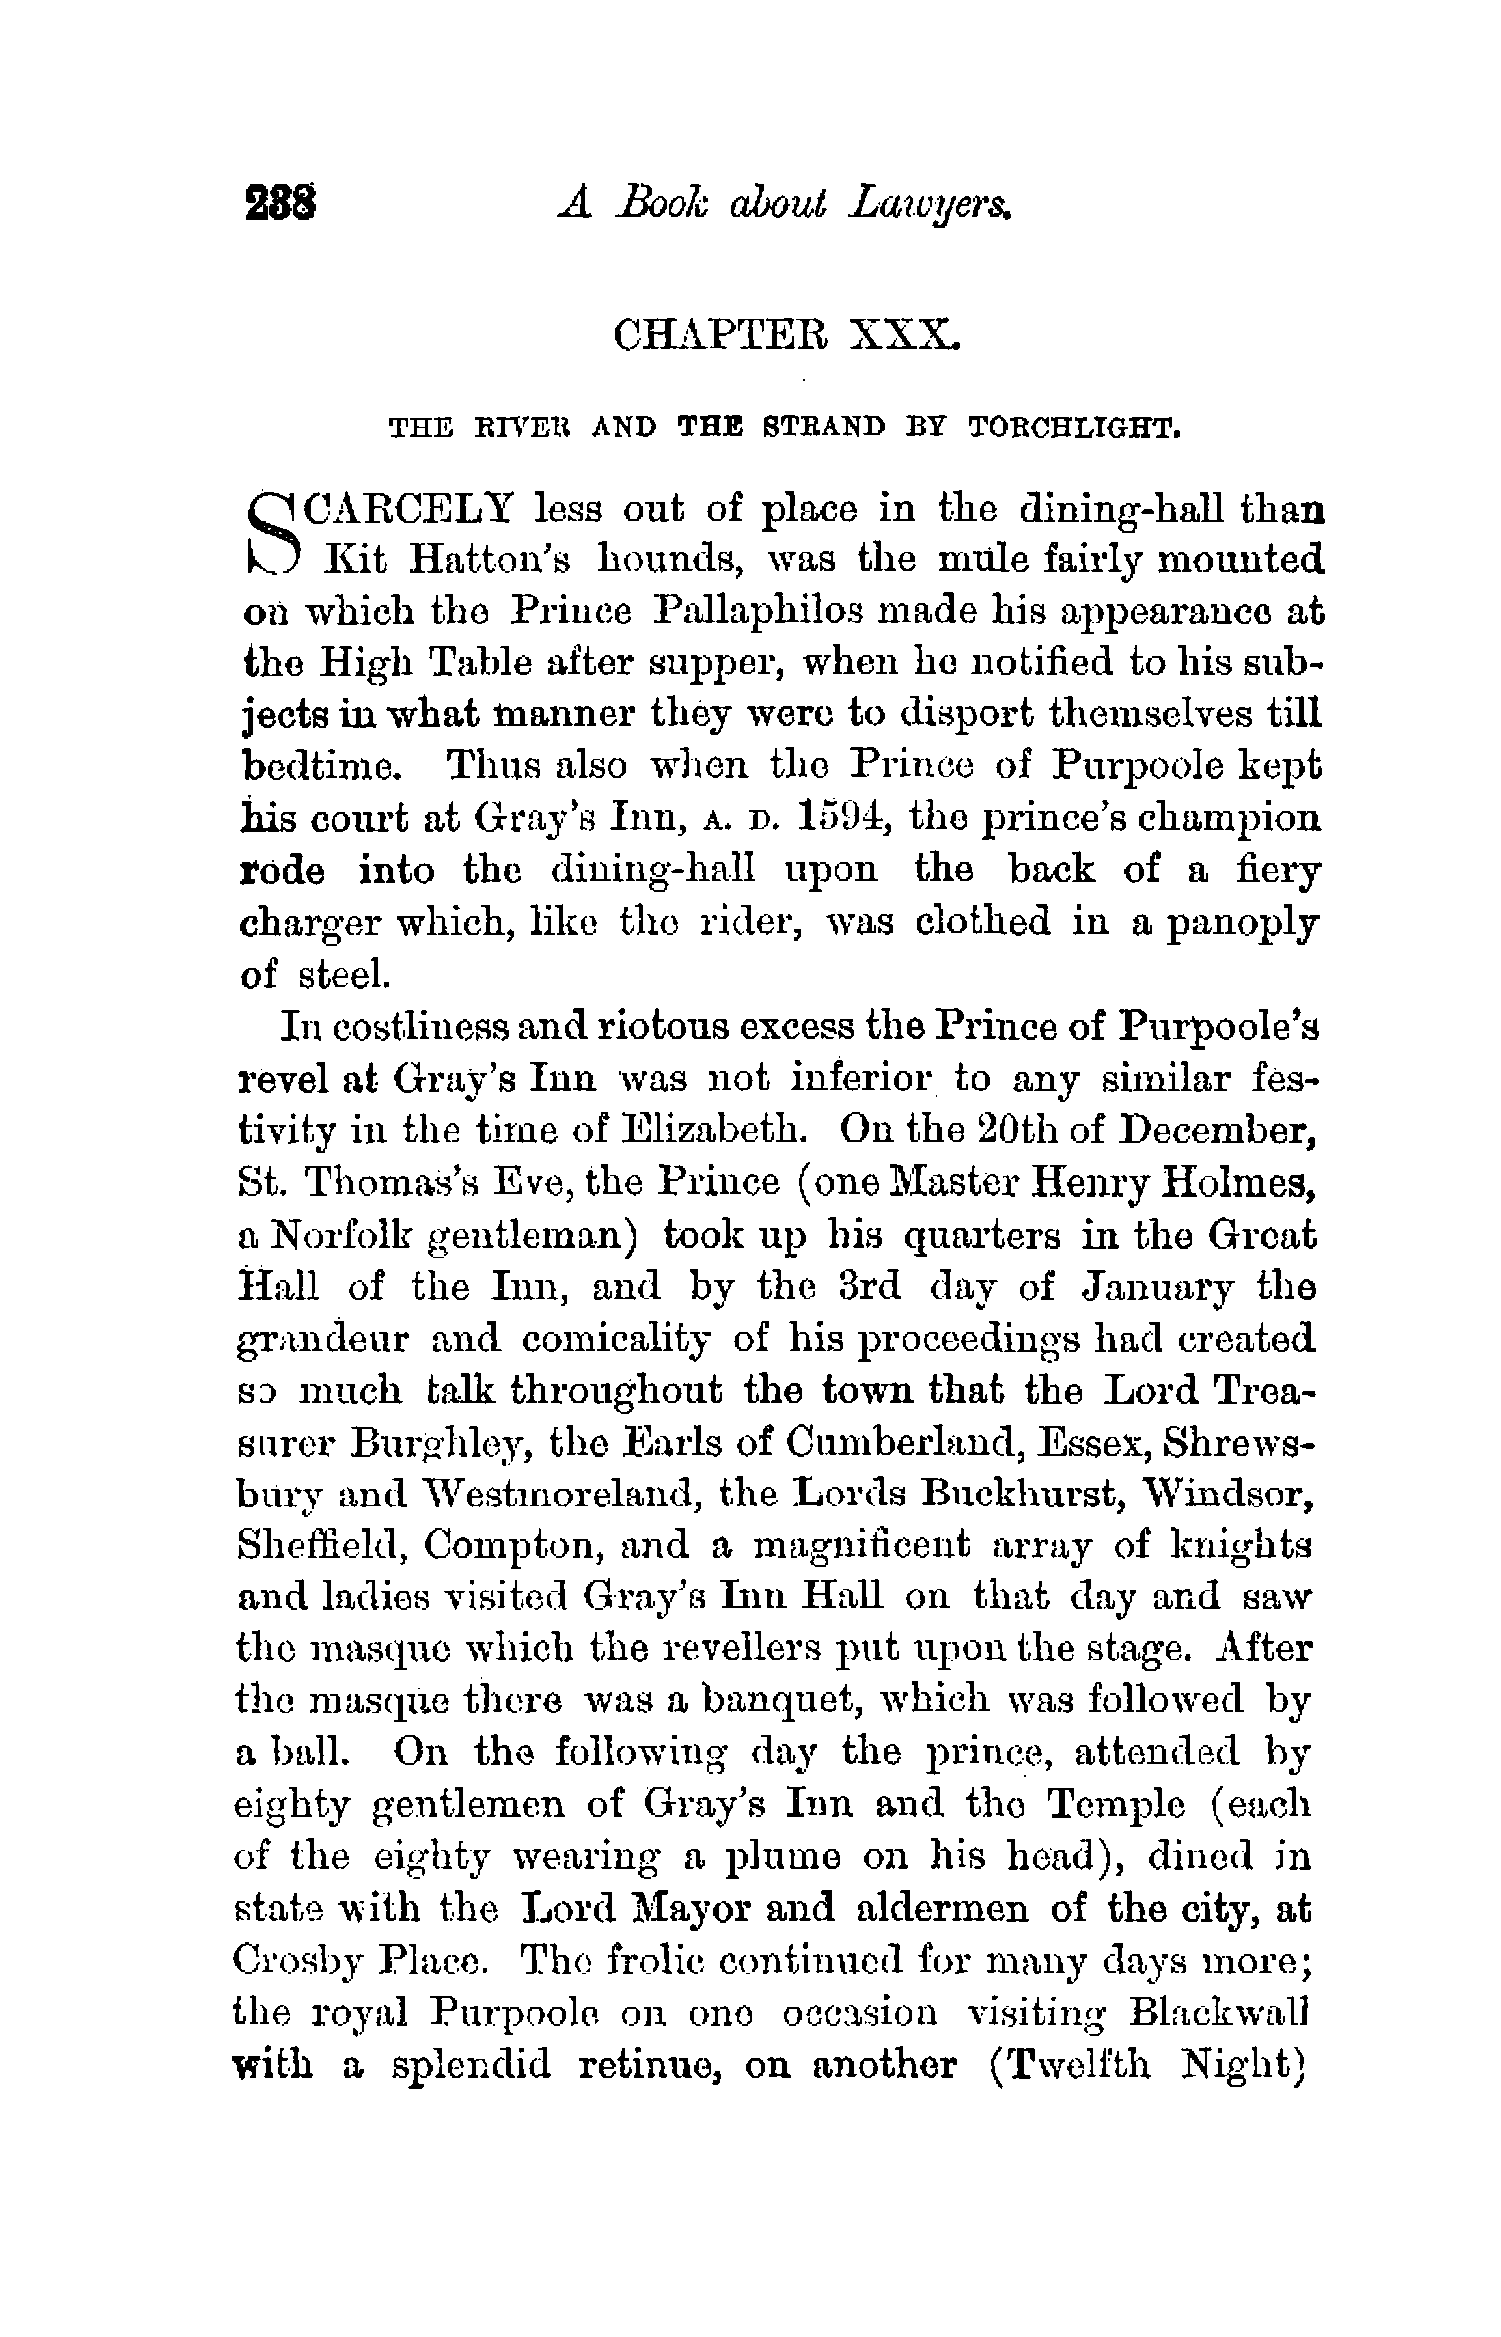 288 A Book about Lawyers.
CHAPTER XXX.
THE RIVER AND THE STRAND BY TORCHLIGHT.
SCARCELY less out of place in the dining-hall than
Kit Hatton's hounds, was the mule fairly mounted
on which the Prince Pallaphilos made his appearance at
the High Table after supper, when he notified to his sub-
jects in what manner they were to disport themselves till
bedtime. Thus also when the Prince of Purpoole kept
his court at Gray's Inn, A. D. 1594, the prince's champion
rode into the dining-hall upon the back of a fiery
charger which, like the rider, was clothed in a panoply
of steel.
In costliness and riotous excess the Prince of Purpoole's
revel at Gray's Inn was not inferior to any similar fes-
tivity in the time of Elizabeth. On the 20th of December,
St. Thomas's Eve, the Prince (one Master Henry Holmes,
a Norfolk gentleman) took up his quarters in the Great
Hall of the Inn, and by the 3rd day of January the
grandeur and comicality of his proceedings had created
so much talk throughout the town that the Lord Trea-
surer Burghley, the Earls of Cumberland, Essex, Shrews-
bury and Westmoreland, the Lords Buckhurst, Windsor,
Sheffield, Compton, and a magnificent array of knights
and ladies visited Gray's Inn Hall on that day and saw
the masque which the revellers put upon the stage. After
the masque there was a banquet, which was followed by
a ball. On the following day the prince, attended by
eighty gentlemen of Gray's Inn and the Temple (each
of the eighty wearing a plume on his head), dined in
state with the Lord Mayor and aldermen of the city, at
Crosby Place. The frolic continued for many days more;
the royal Purpoole on one occasion visiting Blackwall
with a splendid retinue, on another (Twelfth Night)